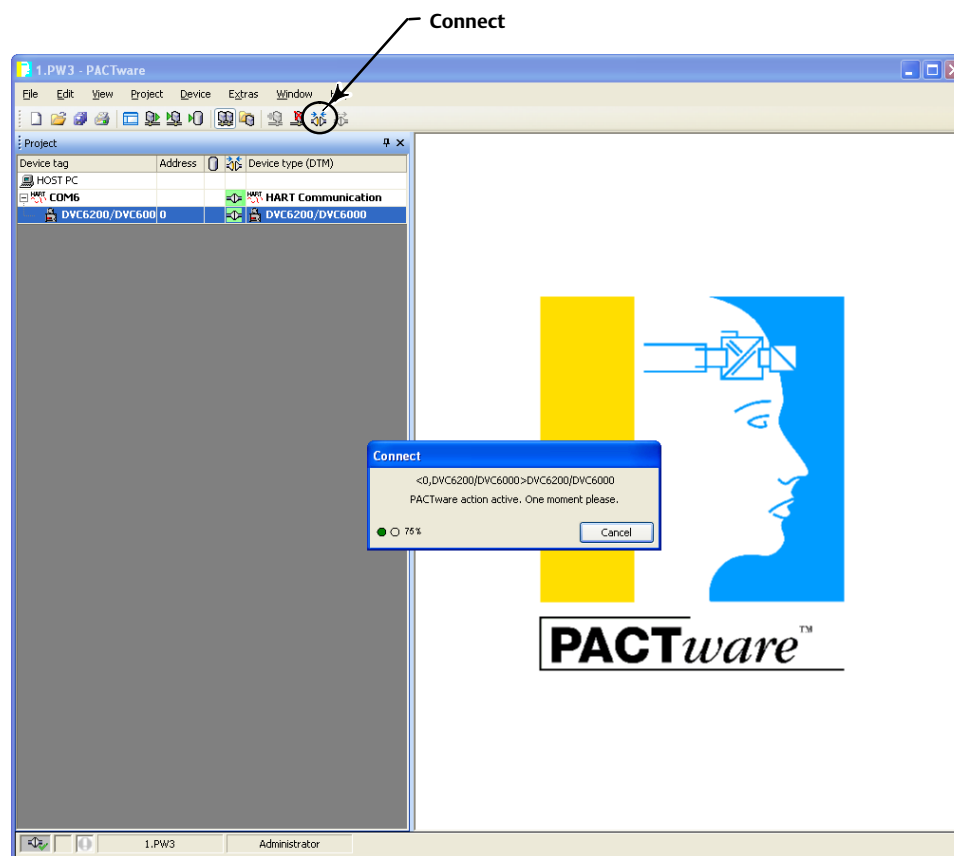 Connect
1.PW3 - PACTware
File Edit View Project Device Extras Window
Project
Device tag Address Device type (DTM)
HOST PC
HART COM6 HART HART Communication
DVC6200/DVC600 0 DVC6200/DVC6000
Connect
<0,DVC6200/DVC6000>DVC6200/DVC6000
PACTware action active. One moment please.
75%
Cancel
PACTware™
1.PW3 Administrator